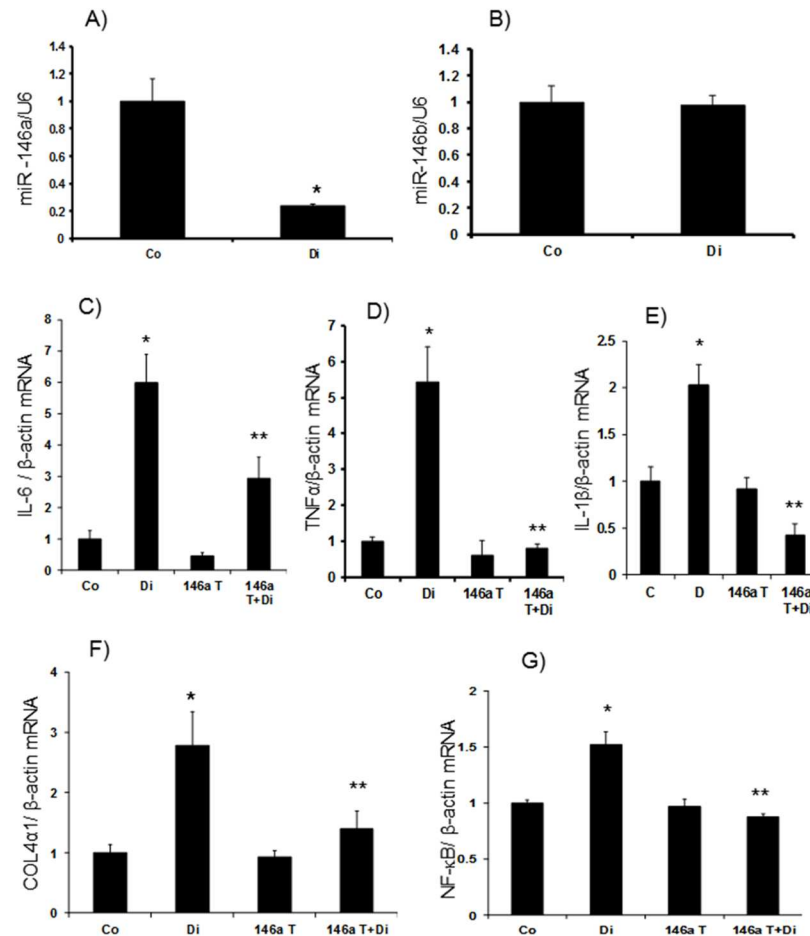 A)
miR -146a/U6
1.4
1.2
1
0.8
0.6
0.4
0.2
0
*
Co Di
B)
miR-146b/U6
1.4
1.2
1
0.8
0.6
0.4
0.2
0
Co Di
C)
IL-6 / β-actin mRNA
8
7
6
5
4
3
2
1
0
*
**
Co Di 146a T 146a
T+Di
D)
TNFα/β-actin mRNA
7
6
5
4
3
2
1
0
*
**
Co Di 146a T 146a
T+Di
E)
IL-1β/β-actin mRNA
2.5
2
1.5
1
0.5
0
*
**
C D 146a T 146a
T+Di
F)
COL4α1/ β-actin mRNA
4
3
2
1
0
*
**
Co Di 146a T 146a T+Di
G)
NF-κB/ β-actin mRNA
2
1.5
1
0.5
0
*
**
Co Di 146a T 146a T+Di